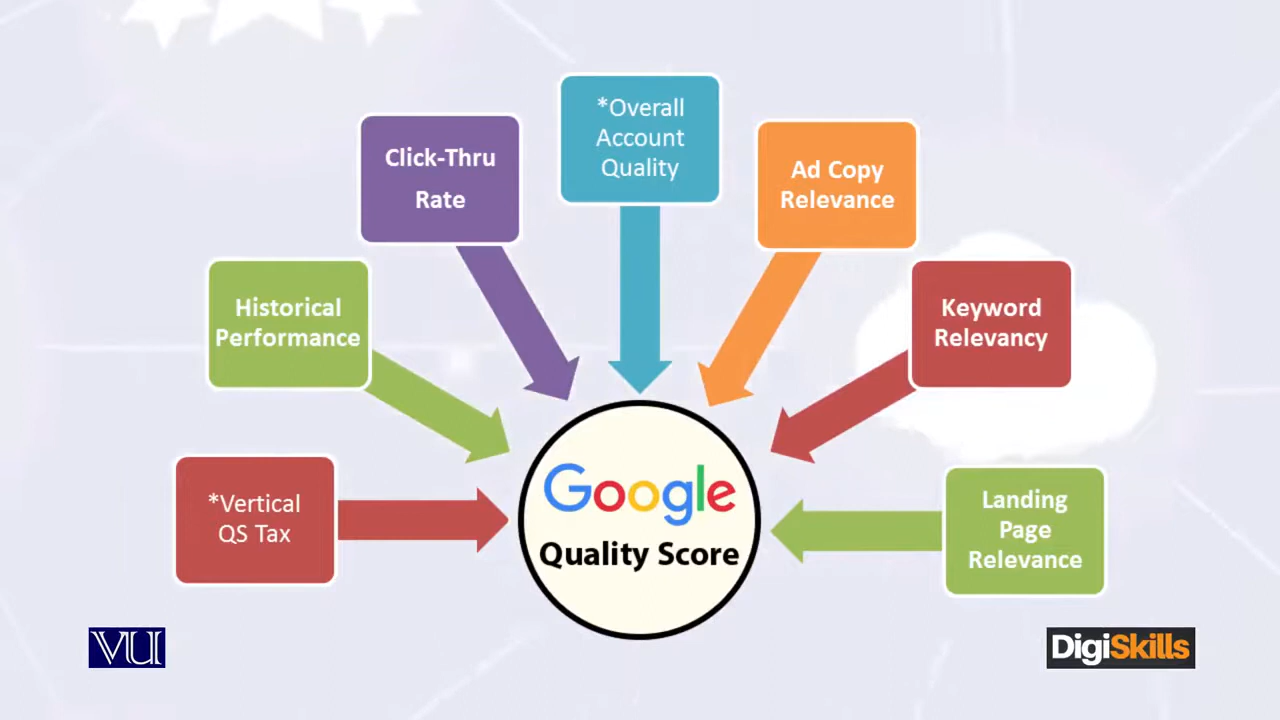 *Overall
Account
Quality
Click-Thru
Rate
Ad Copy
Relevance
Historical
Performance
Keyword
Relevancy
*Vertical
QS Tax
Google
Quality Score
Landing
Page
Relevance
VU
DigiSkills